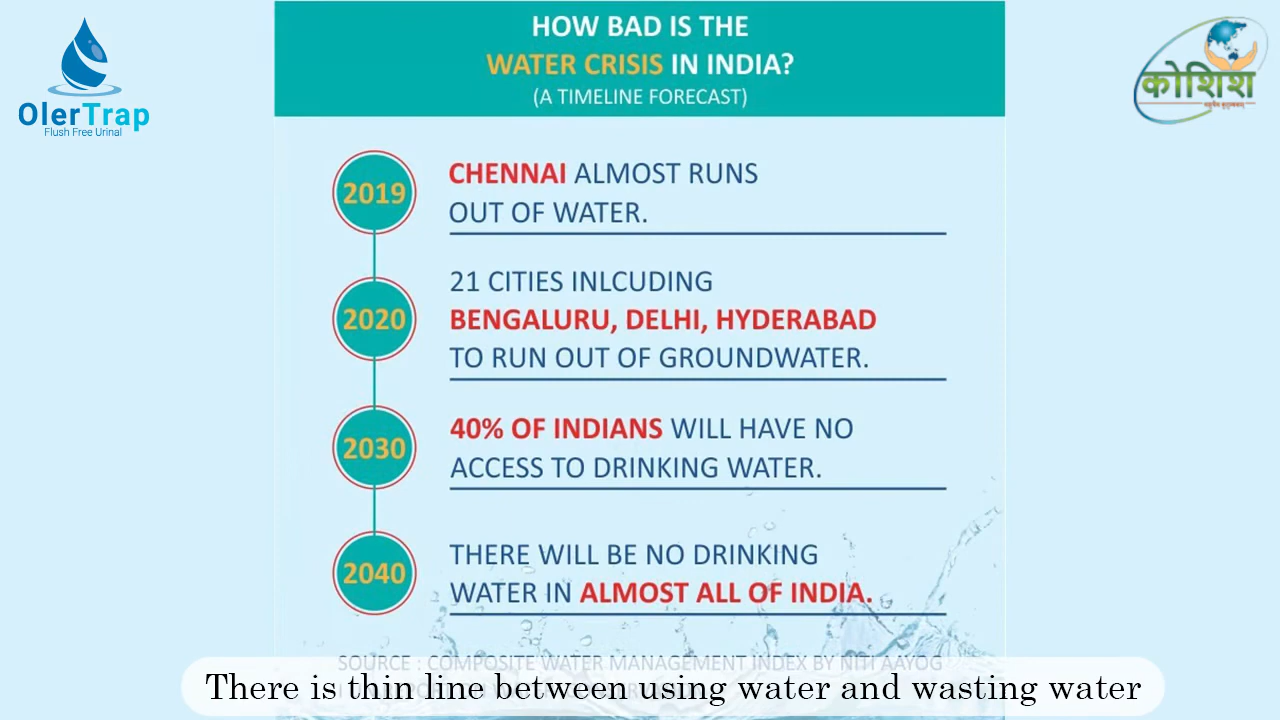 HOW BAD IS THE
WATER CRISIS IN INDIA?
(A TIMELINE FORECAST)
OlerTrap
Flush Free Urinal
कोशिश
2019
CHENNAI ALMOST RUNS
OUT OF WATER.
2020
21 CITIES INLCUDING
BENGALURU, DELHI, HYDERABAD
TO RUN OUT OF GROUNDWATER.
2030
40% OF INDIANS WILL HAVE NO
ACCESS TO DRINKING WATER.
2040
THERE WILL BE NO DRINKING
WATER IN ALMOST ALL OF INDIA.
SOURCE : COMPOSITE WATER MANAGEMENT INDEX BY NITI AAYOG
There is thin line between using water and wasting water